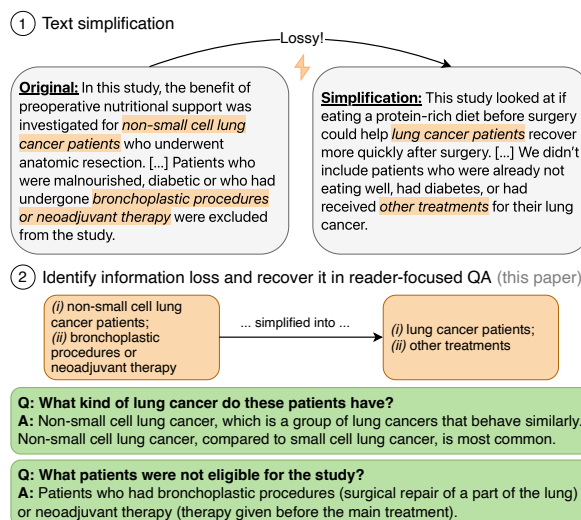 1 Text simplification
Lossy!
Original: In this study, the benefit of
preoperative nutritional support was
investigated for non-small cell lung
cancer patients who underwent
anatomic resection. [...] Patients who
were malnourished, diabetic or who had
undergone bronchoplastic procedures
or neoadjuvant therapy were excluded
from the study.
Simplification: This study looked at if
eating a protein-rich diet before surgery
could help lung cancer patients recover
more quickly after surgery. [...] We didn't
include patients who were already not
eating well, had diabetes, or had
received other treatments for their lung
cancer.
2 Identify information loss and recover it in reader-focused QA (this paper)
(i) non-small cell lung
cancer patients;
(ii) bronchoplastic
procedures or
neoadjuvant therapy
... simplified into ...
(i) lung cancer patients;
(ii) other treatments
Q: What kind of lung cancer do these patients have?
A: Non-small cell lung cancer, which is a group of lung cancers that behave similarly.
Non-small cell lung cancer, compared to small cell lung cancer, is most common.
Q: What patients were not eligible for the study?
A: Patients who had bronchoplastic procedures (surgical repair of a part of the lung)
or neoadjuvant therapy (therapy given before the main treatment).